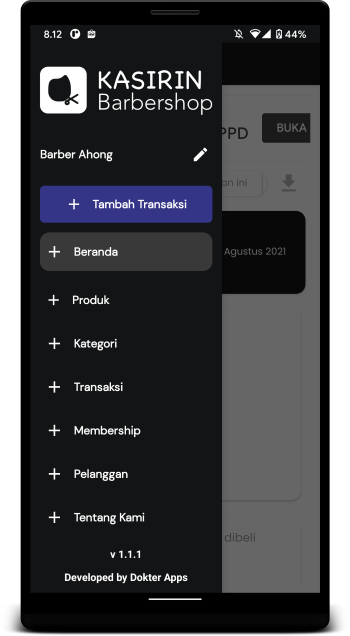 8.12 44%
KASIRIN
Barbershop
PPD BUKA
Barber Ahong
an ini
Tambah Transaksi
Beranda
Agustus 2021
Produk
Kategori
Transaksi
Membership
Pelanggan
Tentang Kami
dibeli
v 1.1.1
Developed by Dokter Apps